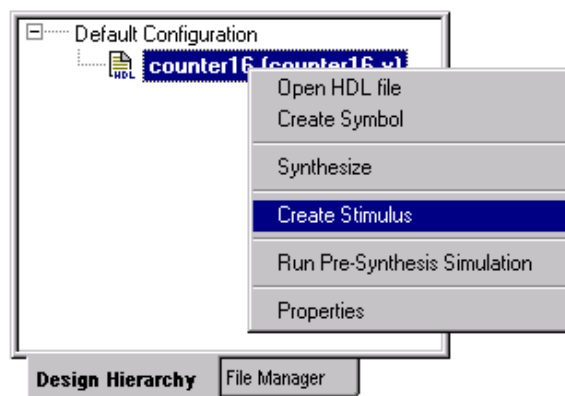 Default Configuration
HDL counter16 (counter16.v)
Open HDL file
Create Symbol
Synthesize
Create Stimulus
Run Pre-Synthesis Simulation
Properties
Design Hierarchy File Manager